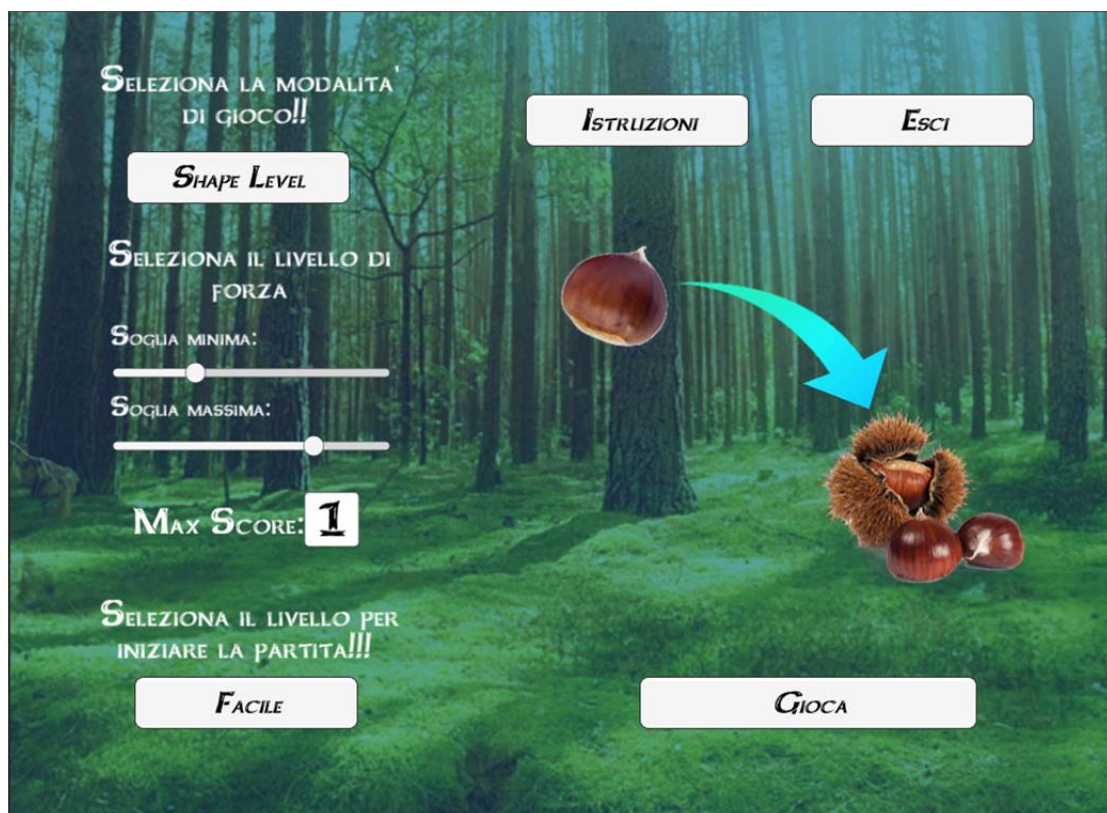 Seleziona la modalita'
di gioco!!
Shape Level
Seleziona il livello di
forza
Soglia minima:
Soglia massima:
Max Score: 1
Seleziona il livello per
iniziare la partita!!!
Facile
Istruzioni
Esci
Gioca